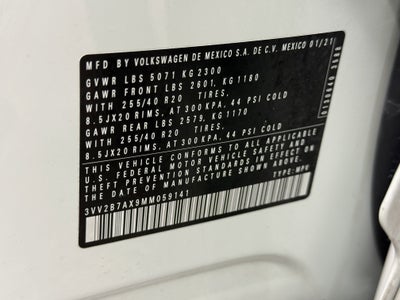 MFD BY VOLKSWAGEN DE MEXICO S.A. DE C.V. MEXICO 01/21
GVWR LBS 5071 KG 2300
GAWR FRONT LBS 2601, KG 1180
WITH 255/40 R20 TIRES,
8.5JX20 RIMS, AT 300 KPA, 44 PSI COLD
GAWR REAR LBS 2579, KG 1170
WITH 255/40 R20 TIRES,
8.5JX20 RIMS, AT 300 KPA, 44 PSI COLD
THIS VEHICLE CONFORMS TO ALL APPLICABLE
U.S. FEDERAL MOTOR VEHICLE SAFETY AND
THEFT PREVENTION STANDARDS IN EFFECT ON THE
DATE OF MANUFACTURE SHOWN ABOVE.
3VV2B7AX9MM059141 TYPE: MPV